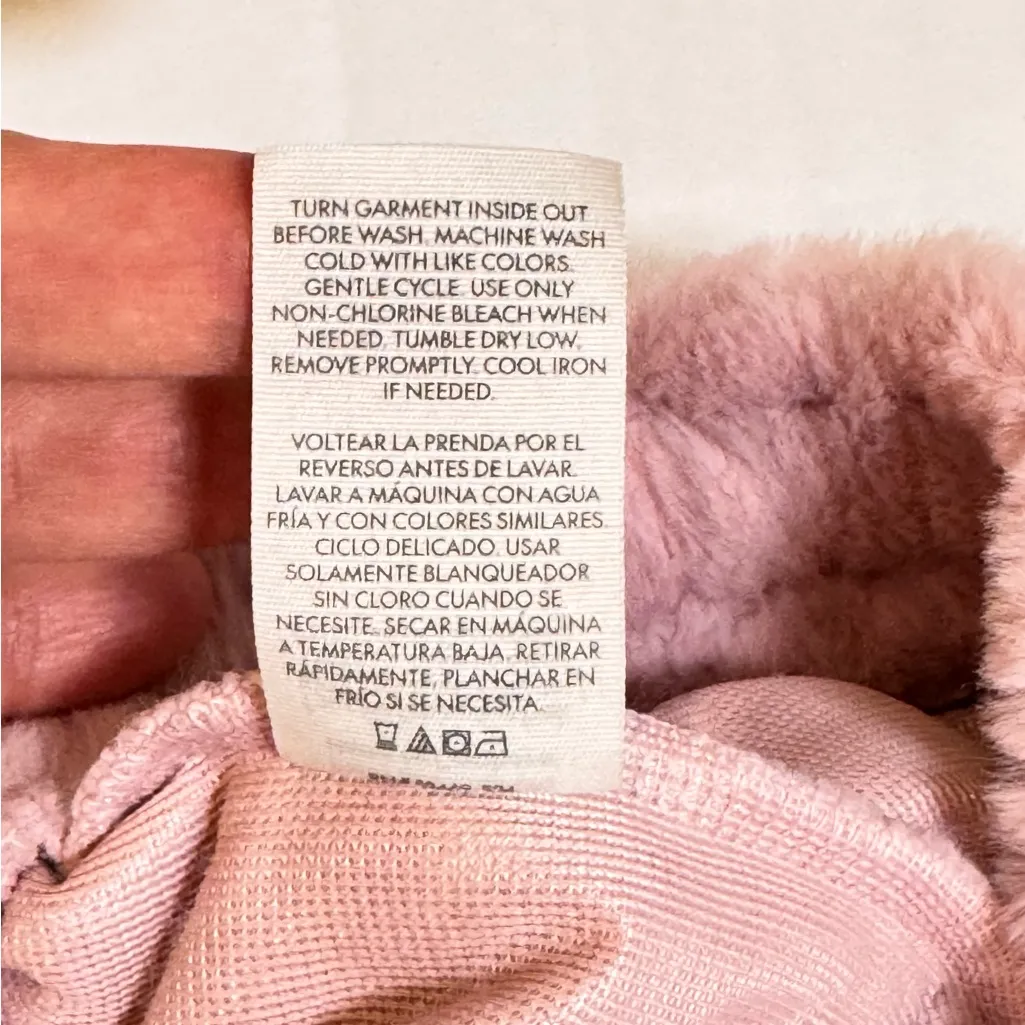 TURN GARMENT INSIDE OUT
BEFORE WASH. MACHINE WASH
COLD WITH LIKE COLORS.
GENTLE CYCLE. USE ONLY
NON-CHLORINE BLEACH WHEN
NEEDED. TUMBLE DRY LOW.
REMOVE PROMPTLY. COOL IRON
IF NEEDED.
VOLTEAR LA PRENDA POR EL
REVERSO ANTES DE LAVAR.
LAVAR A MÁQUINA CON AGUA
FRÍA Y CON COLORES SIMILARES.
CICLO DELICADO. USAR
SOLAMENTE BLANQUEADOR
SIN CLORO CUANDO SE
NECESITE. SECAR EN MÁQUINA
A TEMPERATURA BAJA. RETIRAR
RÁPIDAMENTE. PLANCHAR EN
FRÍO SI SE NECESITA.